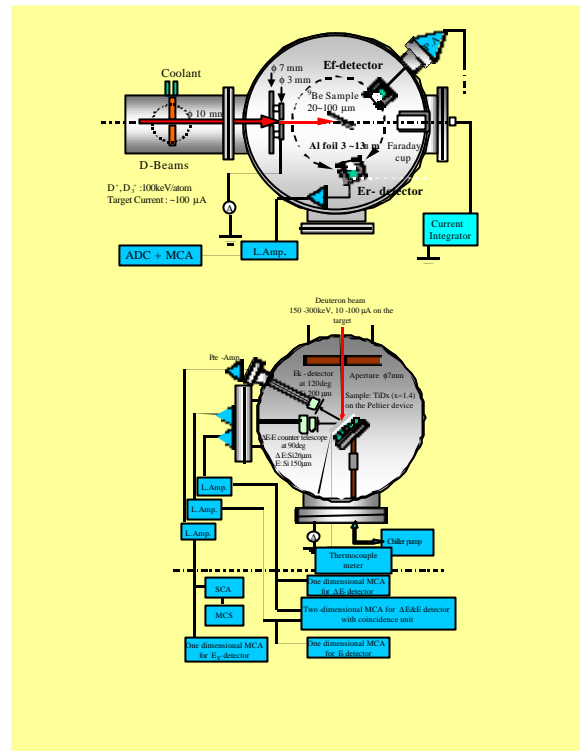 φ 7 mm
φ 3 mm
Coolant
Ef-detector
P-A
9Be Sample
20~100 µm
φ 10 mm
Al foil 3 ~13
Faraday
cup
D-Beams
Er- detector
D+, D3+ :100keV/atom
Target Current : ~100 µA
A
Current
Integrator
L.Amp.
ADC + MCA
Deuteron beam
150 -300keV, 10 -100 µA on the
target
Pre -Amp.
Ek - detector
at 120deg
Si 200 µm
Aperture φ7mm
Sample: TiDx (x=1.4)
on the Peltier device
ΔE-E counter telescope
at 90deg
ΔE:Si26µm
E: Si150µm
L.Amp.
L.Amp.
L.Amp.
A
Chiller pump
Thermocouple
meter
One dimensional MCA
for ΔE- detector
SCA
MCS
Two -dimensional MCA for ΔE&E detector
with coincidence unit
One dimensional MCA
for EK-detector
One dimensional MCA
for E-detector